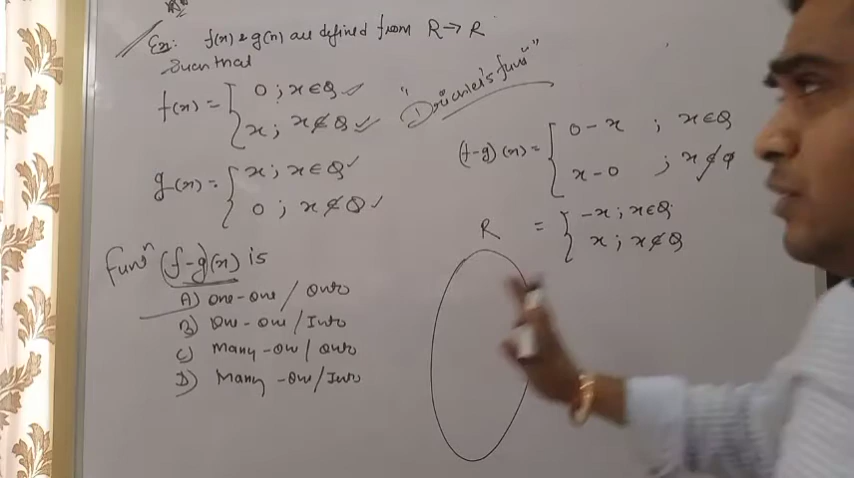 Ex: f(x) & g(x) are defined from R → R
Such that
f(x) = { 0 ; x ∈ Q ✓
x ; x ∉ Q ✓
g(x) = { x ; x ∈ Q ✓
0 ; x ∉ Q ✓
Funⁿ (f-g)(x) is
A) One-one / Onto
B) One-one / Into
C) Many-one / Onto
D) Many-one / Into
"Dirichlet's funⁿ"
(f-g)(x) = { 0-x ; x ∈ Q
x-0 ; x ∉ Q
= { -x ; x ∈ Q
x ; x ∉ Q
R